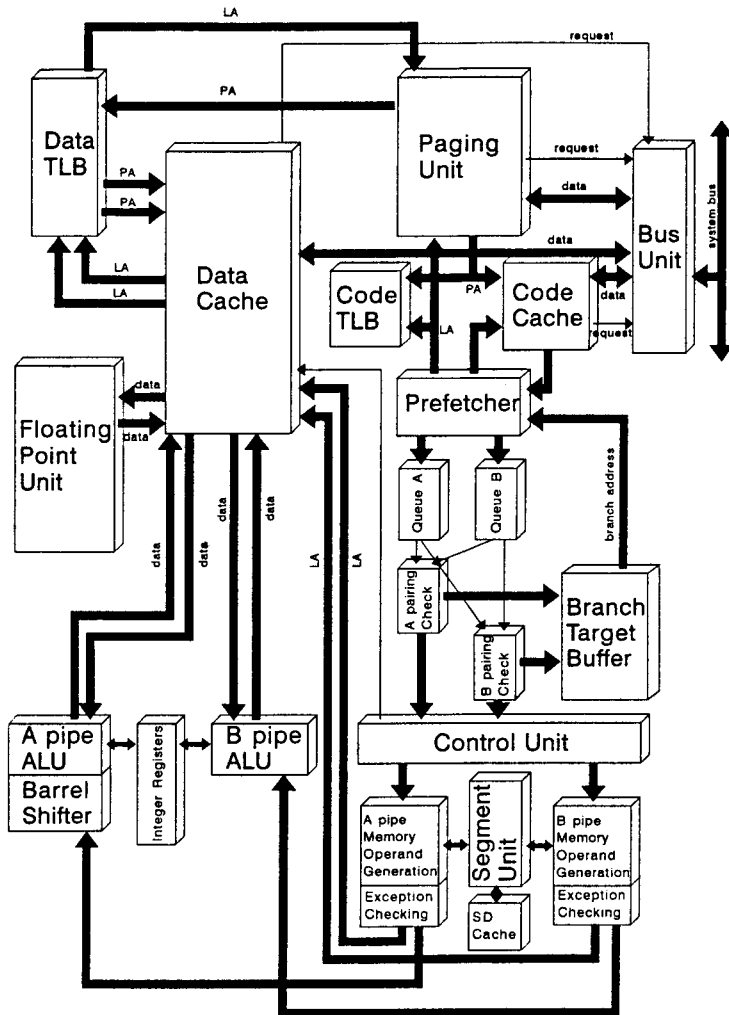 LA
request
PA
Data
TLB
Paging
Unit
request
PA
PA
data
Bus
Unit
system bus
LA
LA
Data
Cache
data
Code
TLB
PA
Code
Cache
data
LA
request
Floating
Point
Unit
data
data
Prefetcher
Queue A
Queue B
branch address
data
data
data
data
LA
LA
A pairing
Check
B pairing
Check
Branch
Target
Buffer
A pipe
ALU
Barrel
Shifter
Integer Registers
B pipe
ALU
Control Unit
A pipe
Memory
Operand
Generation
Exception
Checking
Segment
Unit
SD
Cache
B pipe
Memory
Operand
Generation
Exception
Checking